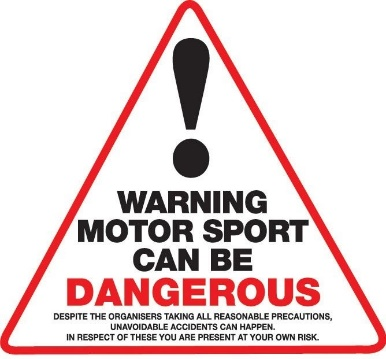 !
WARNING
MOTOR SPORT
CAN BE
DANGEROUS
DESPITE THE ORGANISERS TAKING ALL REASONABLE PRECAUTIONS,
UNAVOIDABLE ACCIDENTS CAN HAPPEN.
IN RESPECT OF THESE YOU ARE PRESENT AT YOUR OWN RISK.